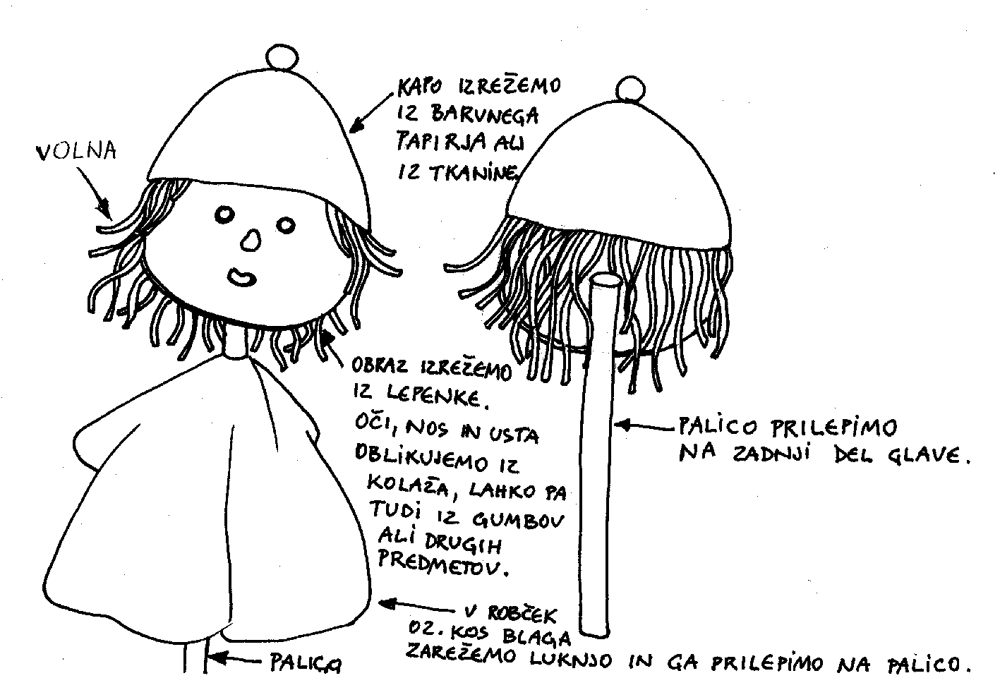 VOLNA
KAPO IZREŽEMO
IZ BARVNEGA
PAPIRJA ALI
IZ TKANINE.
OBRAZ IZREŽEMO
IZ LEPENKE.
OČI, NOS IN USTA
OBLIKUJEMO IZ
KOLAŽA, LAHKO PA
TUDI IZ GUMBOV
ALI DRUGIH
PREDMETOV.
PALICO PRILEPIMO
NA ZADNJI DEL GLAVE.
V ROBČEK
OZ. KOS BLAGA
ZAREŽEMO LUKNJO IN GA PRILEPIMO NA PALICO.
PALICO